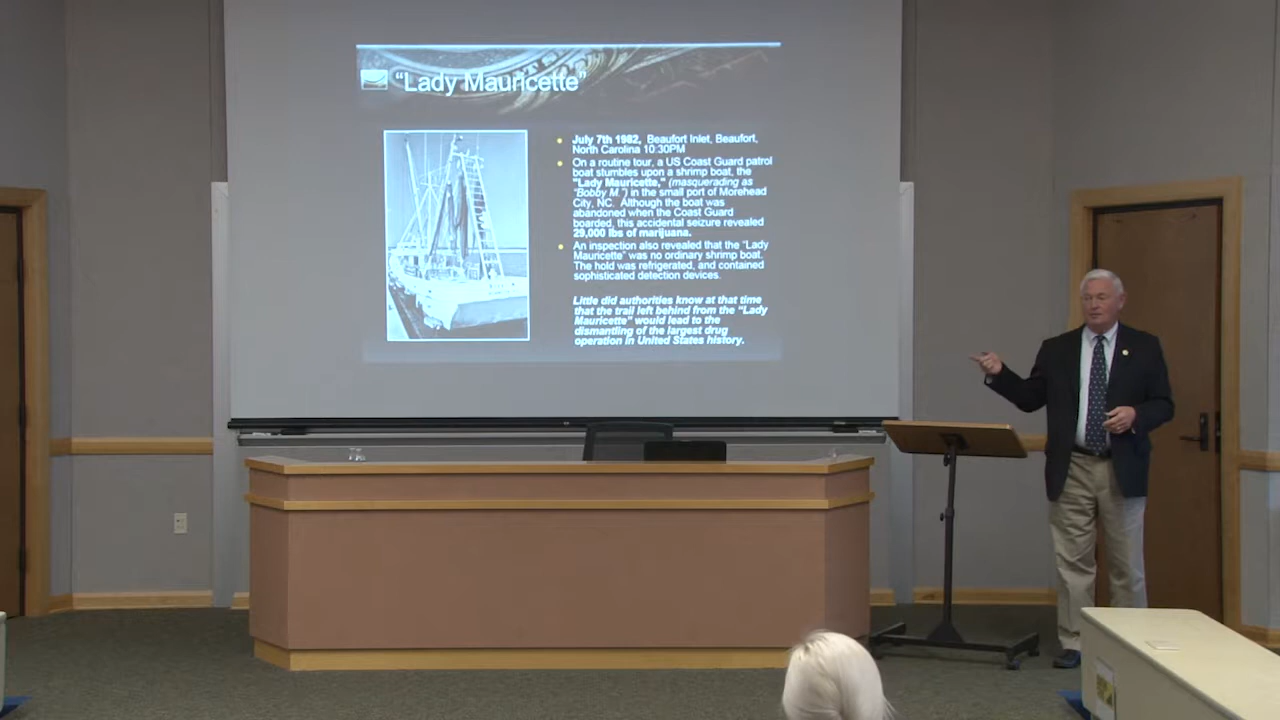 "Lady Mauricette"
July 7th 1982, Beaufort Inlet, Beaufort,
North Carolina 10:30PM
On a routine tour, a US Coast Guard patrol
boat stumbles upon a shrimp boat, the
"Lady Mauricette," (masquerading as
"Bobby M.") in the small port of Morehead
City, NC. Although the boat was
abandoned when the Coast Guard
boarded, this accidental seizure revealed
29,000 lbs of marijuana.
An inspection also revealed that the "Lady
Mauricette" was no ordinary shrimp boat.
The hold was refrigerated, and contained
sophisticated detection devices.
Little did authorities know at that time
that the trail left behind from the "Lady
Mauricette" would lead to the
dismantling of the largest drug
operation in United States history.